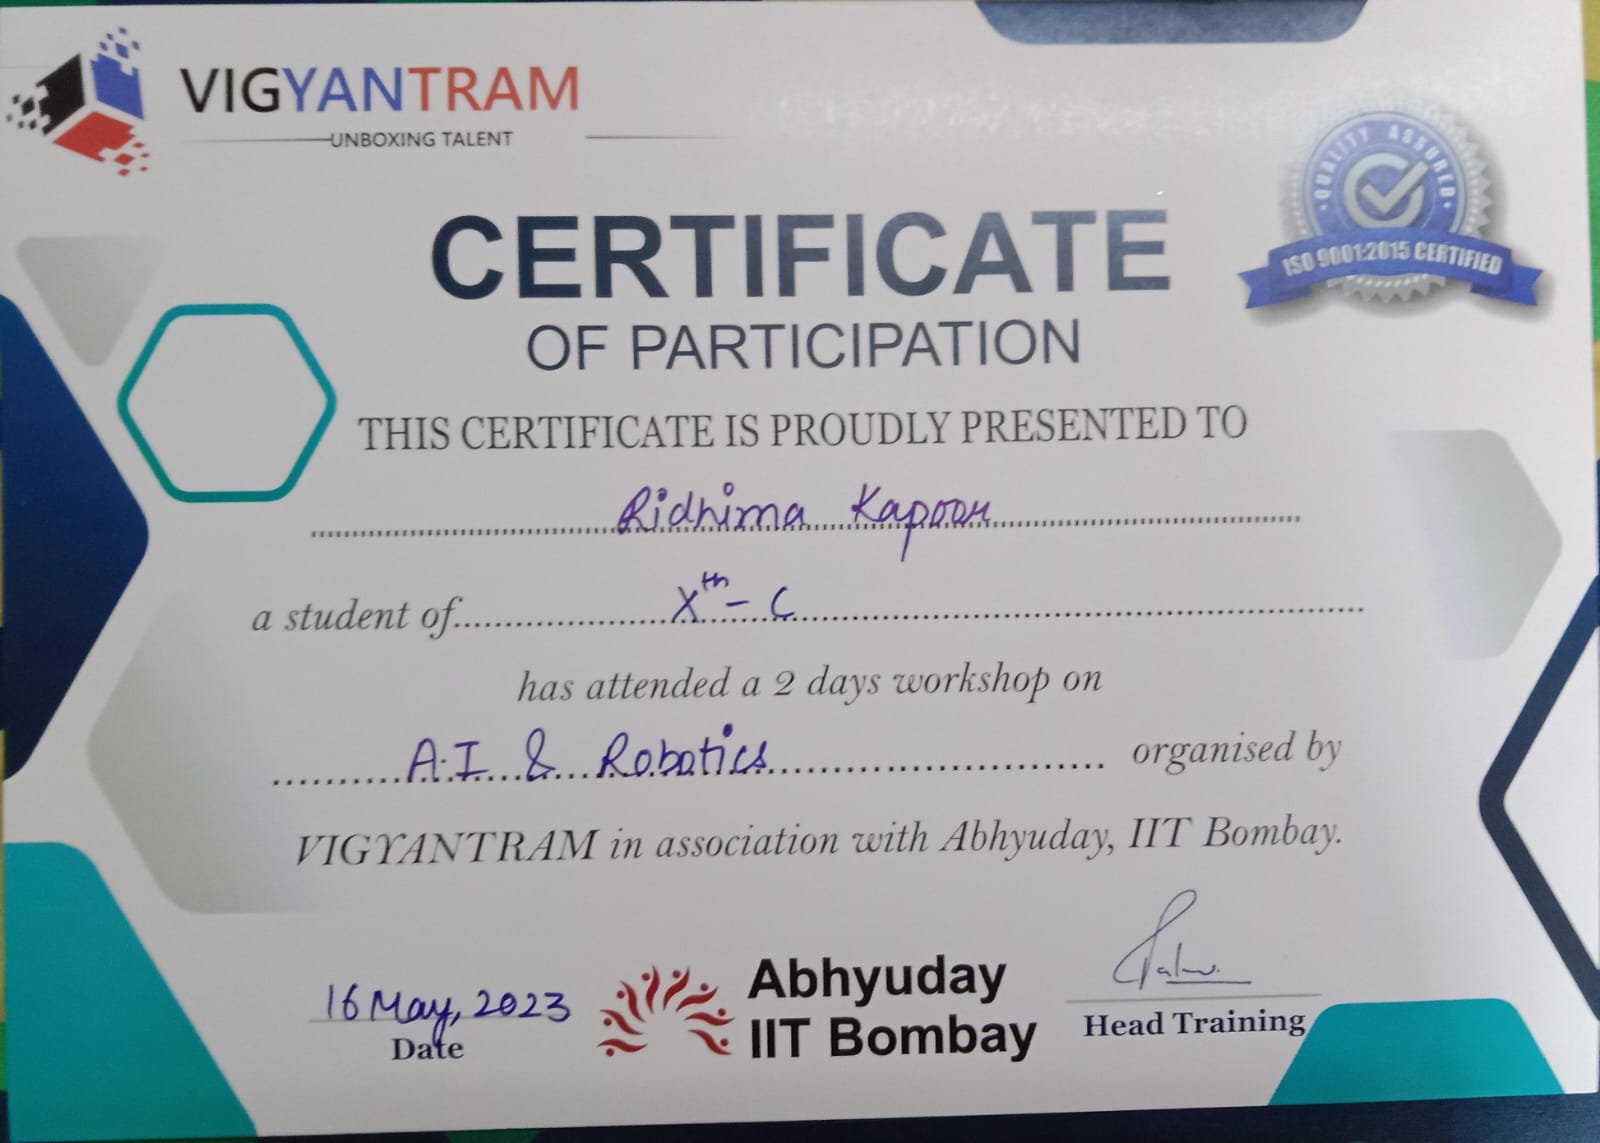 VIGYANTRAM
UNBOXING TALENT
QUALITY ASSURED
ISO 9001:2015 CERTIFIED
CERTIFICATE
OF PARTICIPATION
THIS CERTIFICATE IS PROUDLY PRESENTED TO
Ridhima Kapoor
a student of Xth - C
has attended a 2 days workshop on
A.I & Robotics organised by
VIGYANTRAM in association with Abhyuday, IIT Bombay.
16 May, 2023
Date
Abhyuday
IIT Bombay
Head Training